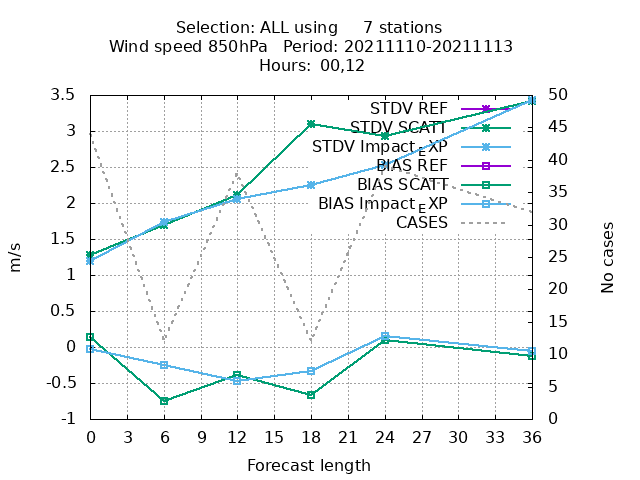 Selection: ALL using     7 stations
Wind speed 850hPa   Period: 20211110-20211113
Hours:  00,12
3.5
3
2.5
2
1.5
1
0.5
0
-0.5
-1
m/s
50
45
40
35
30
25
20
15
10
5
0
No cases
STDV REF
STDV SCATT
STDV Impact_EXP
BIAS REF
BIAS SCATT
BIAS Impact_EXP
CASES
0 3 6 9 12 15 18 21 24 27 30 33 36
Forecast length